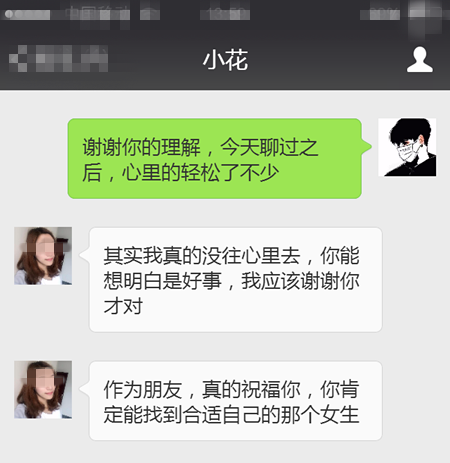 小花
谢谢你的理解，今天聊过之
后，心里的轻松了不少
其实我真的没往心里去，你能
想明白是好事，我应该谢谢你
才对
作为朋友，真的祝福你，你肯
定能找到合适自己的那个女生